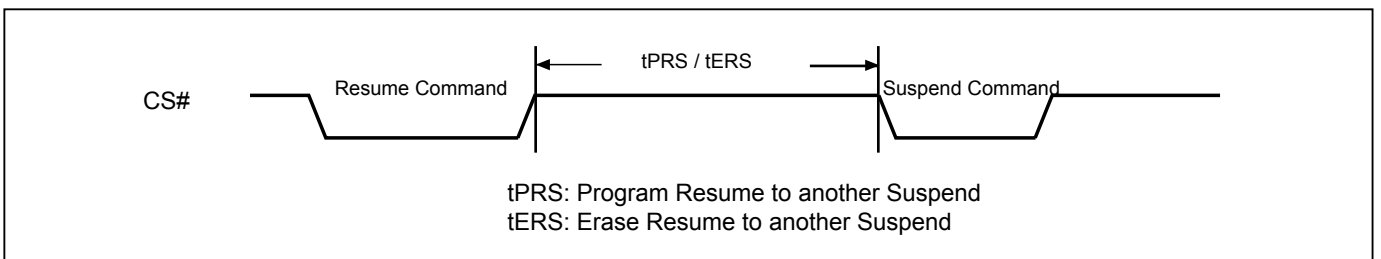 tPRS / tERS
Resume Command
Suspend Command
CS#
tPRS: Program Resume to another Suspend
tERS: Erase Resume to another Suspend